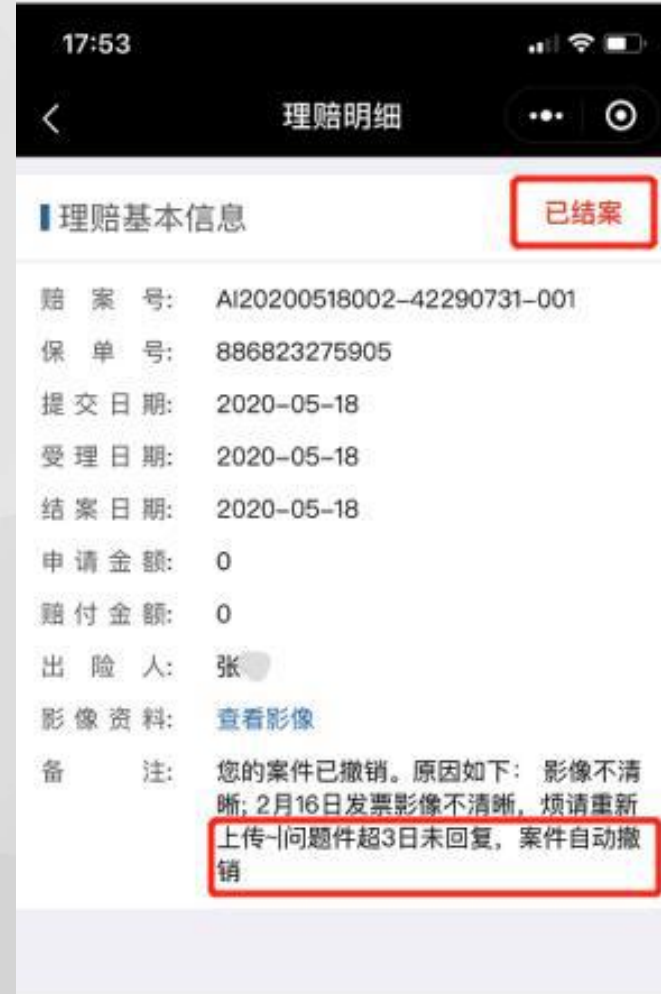 17:53
理赔明细
理赔基本信息
已结案
赔案号: AI20200518002-42290731-001
保单号: 886823275905
提交日期: 2020-05-18
受理日期: 2020-05-18
结案日期: 2020-05-18
申请金额: 0
赔付金额: 0
出险人: 张
影像资料: 查看影像
备注: 您的案件已撤销。原因如下: 影像不清
晰; 2月16日发票影像不清晰, 烦请重新
上传~|问题件超3日未回复, 案件自动撤
销